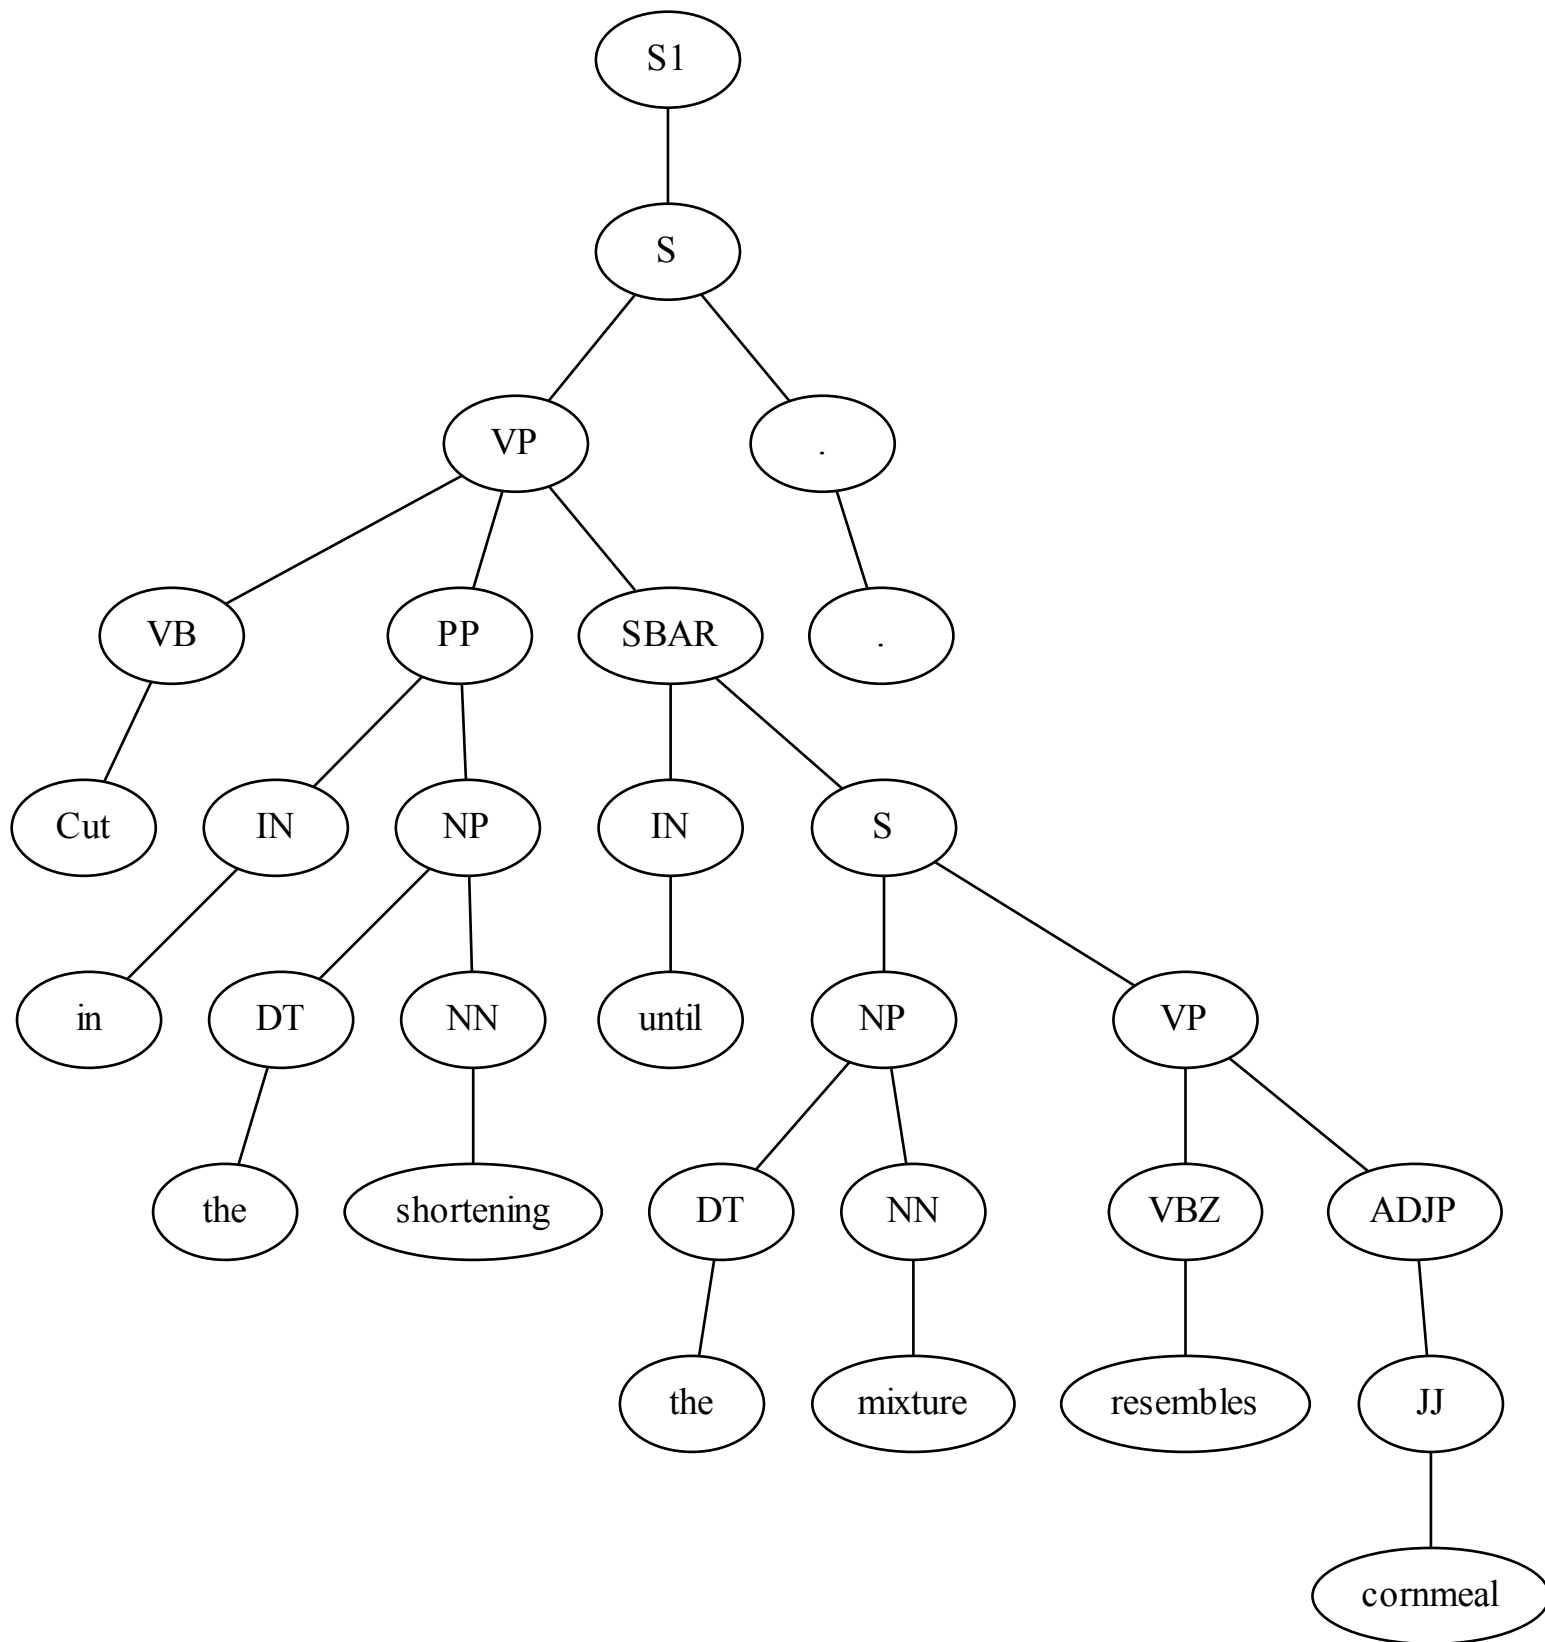 S1
S
VP .
VB PP SBAR .
Cut IN NP IN S
in DT NN until NP VP
the shortening DT NN VBZ ADJP
the mixture resembles JJ
cornmeal